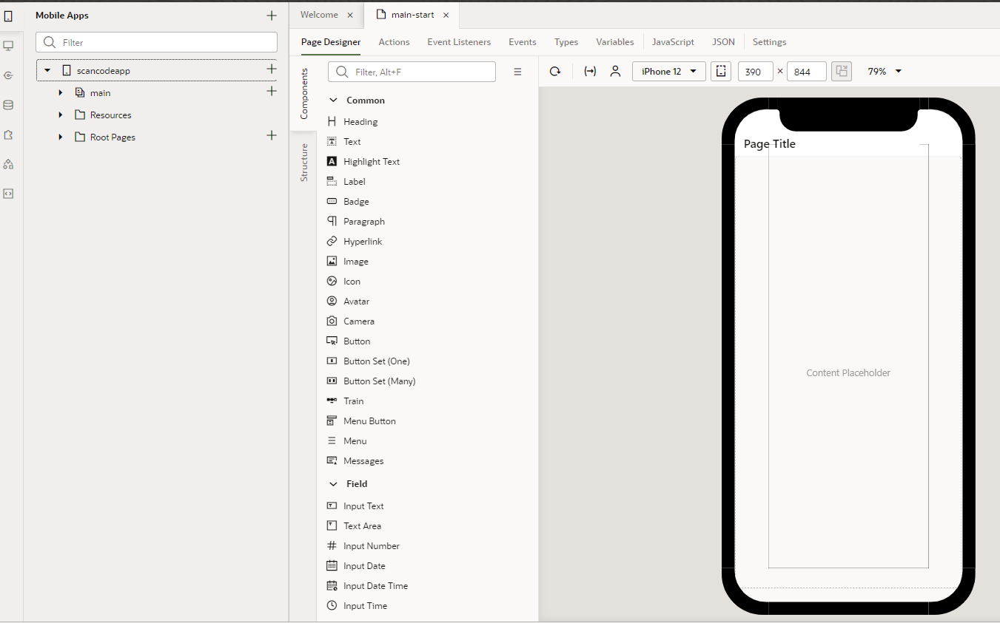 Mobile Apps
Filter
scancodeapp
main
Resources
Root Pages
Welcome
main-start
Page Designer
Actions
Event Listeners
Events
Types
Variables
JavaScript
JSON
Settings
Components
Structure
Filter, Alt+F
iPhone 12
390 × 844
79%
Common
Heading
Text
Highlight Text
Label
Badge
Paragraph
Hyperlink
Image
Icon
Avatar
Camera
Button
Button Set (One)
Button Set (Many)
Train
Menu Button
Menu
Messages
Field
Input Text
Text Area
Input Number
Input Date
Input Date Time
Input Time
Page Title
Content Placeholder